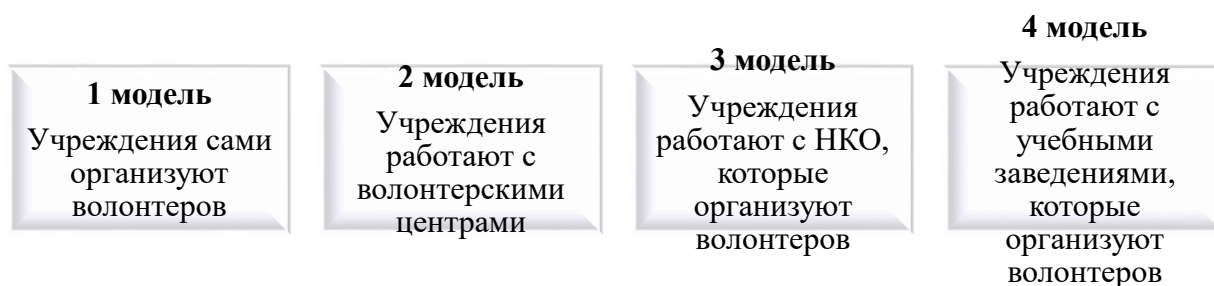 1 модель
Учреждения сами
организуют
волонтеров
2 модель
Учреждения
работают с
волонтерскими
центрами
3 модель
Учреждения
работают с НКО,
которые
организуют
волонтеров
4 модель
Учреждения
работают с
учебными
заведениями,
которые
организуют
волонтеров